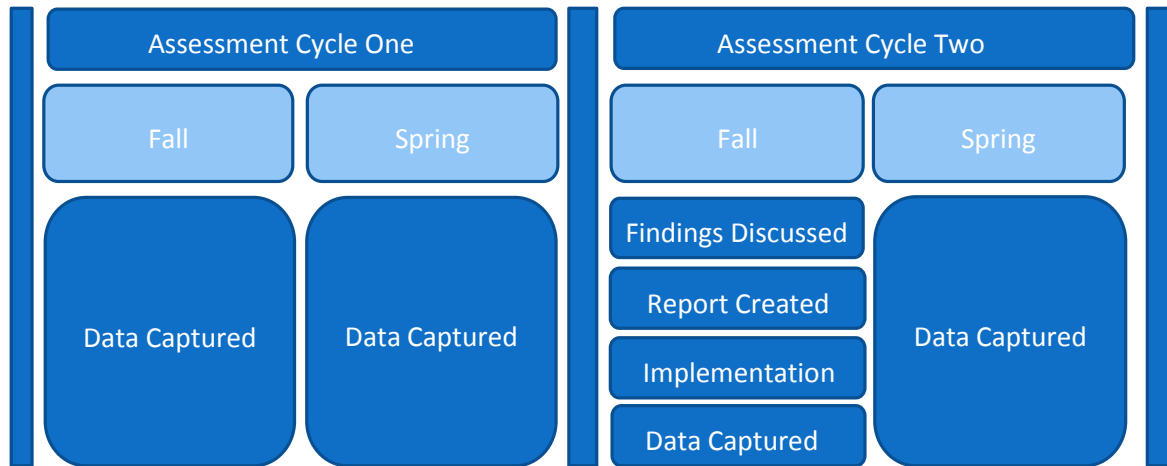 Assessment Cycle One
Assessment Cycle Two
Fall
Spring
Fall
Spring
Data Captured
Data Captured
Findings Discussed
Report Created
Implementation
Data Captured
Data Captured